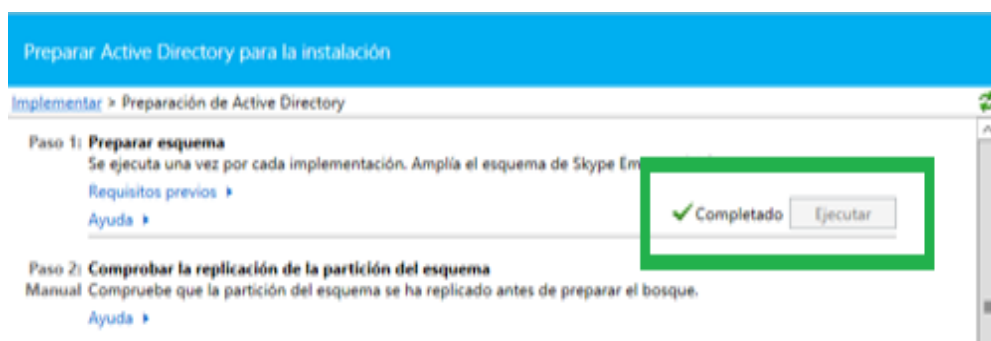 Preparar Active Directory para la instalación
Implementar > Preparación de Active Directory
Paso 1: Preparar esquema
Se ejecuta una vez por cada implementación. Amplía el esquema de Skype
Requisitos previos
Completado Ejecutar
Ayuda
Paso 2: Comprobar la replicación de la partición del esquema
Manual Compruebe que la partición del esquema se ha replicado antes de preparar el bosque.
Ayuda